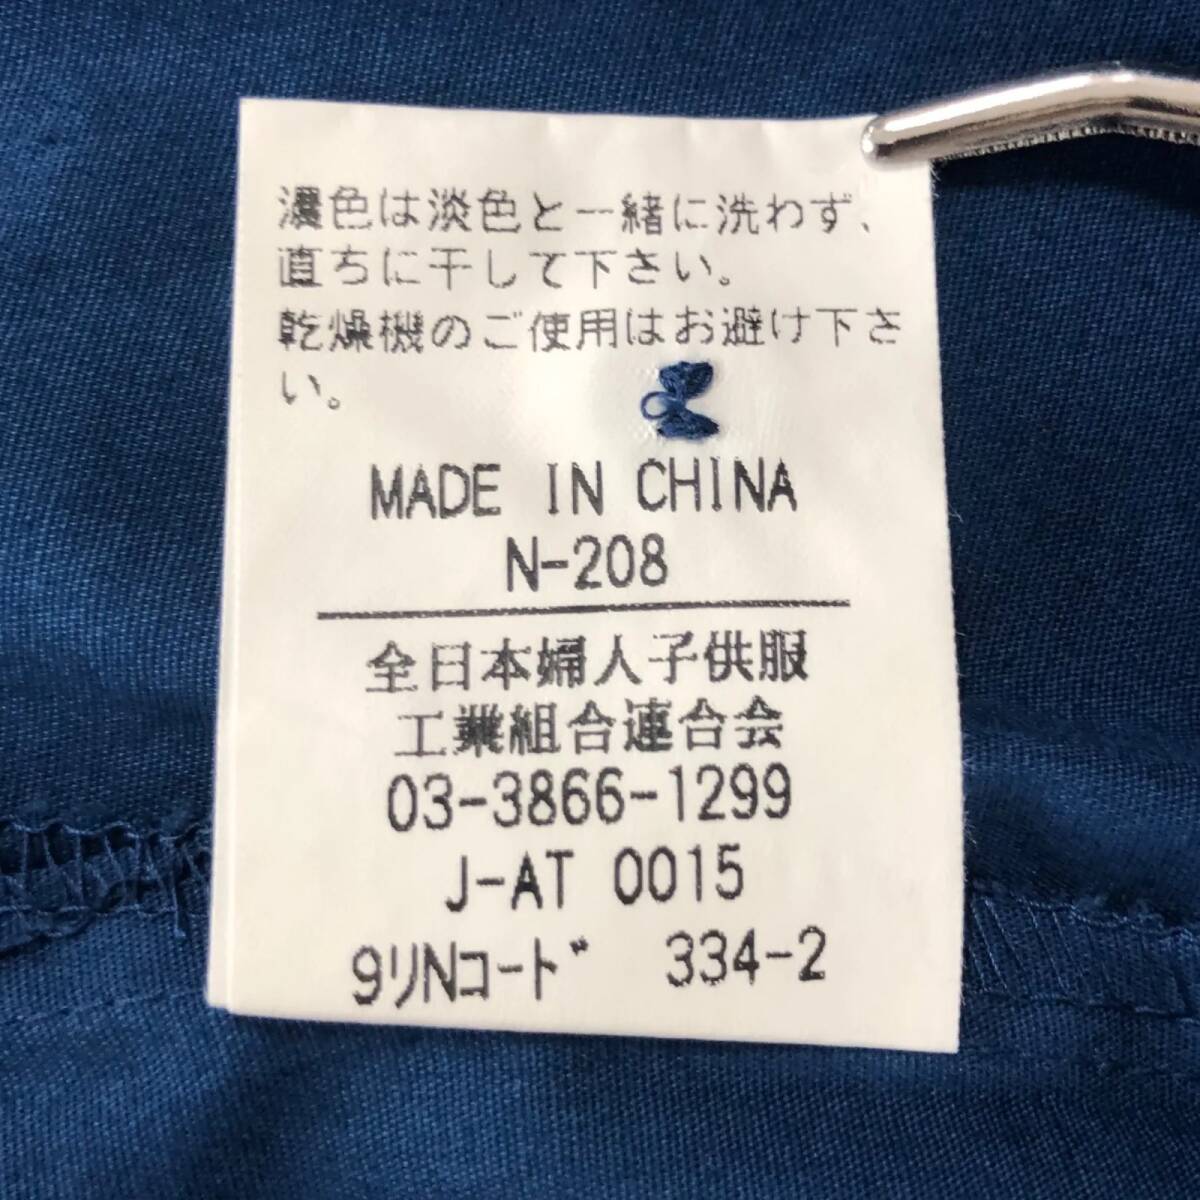 濃色は淡色と一緒に洗わず、
直ちに干して下さい。
乾燥機のご使用はお避け下さ
い。
MADE IN CHINA
N-208
全日本婦人子供服
工業組合連合会
03-3866-1299
J-AT 0015
9リNコード 334-2